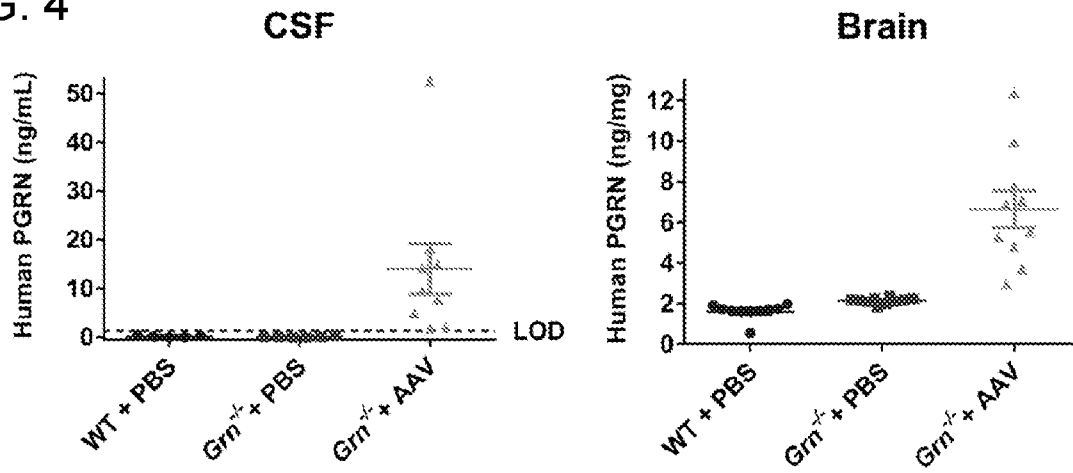 G. 4
CSF
Human PGRN (ng/mL)
50
40
30
20
10
0
LOD
WT + PBS
Grn-/-+ PBS
Grn-/-+ AAV
Brain
Human PGRN (ng/mg)
12
10
8
6
4
2
0
WT + PBS
Grn-/-+ PBS
Grn-/-+ AAV